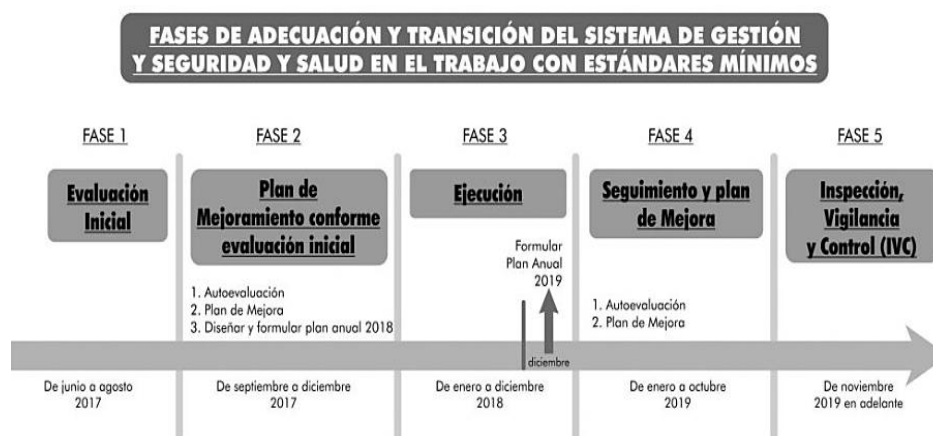 FASES DE ADECUACIÓN Y TRANSICIÓN DEL SISTEMA DE GESTIÓN
Y SEGURIDAD Y SALUD EN EL TRABAJO CON ESTÁNDARES MÍNIMOS
FASE 1
Evaluación
Inicial
De junio a agosto
2017
FASE 2
Plan de
Mejoramiento conforme
evaluación inicial
1. Autoevaluación
2. Plan de Mejora
3. Diseñar y formular plan anual 2018
De septiembre a diciembre
2017
FASE 3
Ejecución
Formular
Plan Anual
2019
diciembre
De enero a diciembre
2018
FASE 4
Seguimiento y plan
de Mejora
1. Autoevaluación
2. Plan de Mejora
De enero a octubre
2019
FASE 5
Inspección,
Vigilancia
y Control (IVC)
De noviembre
2019 en adelante